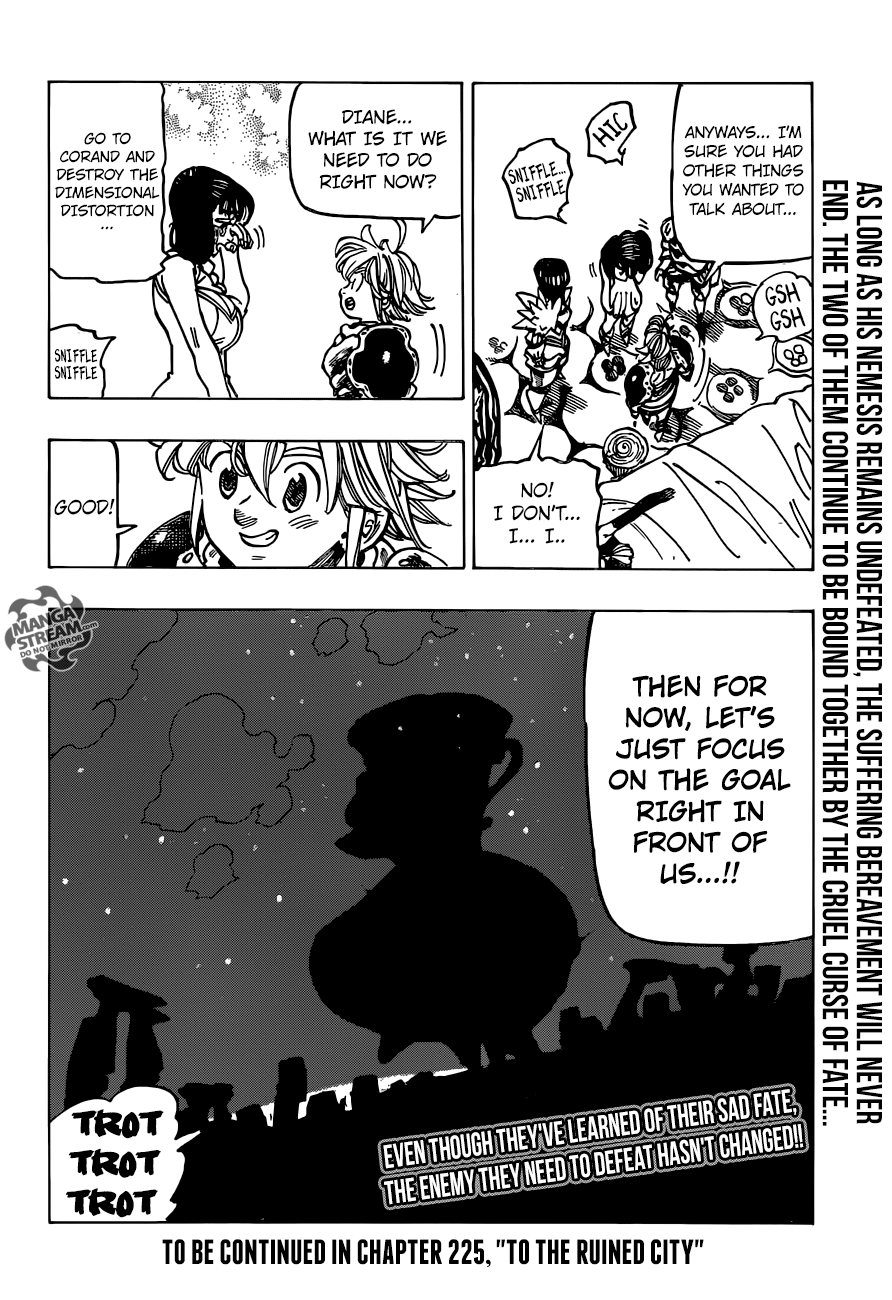 ANYWAYS... I'M
SURE YOU HAD
OTHER THINGS
YOU WANTED TO
TALK ABOUT...
HIC
SNIFFLE...
SNIFFLE
GSH
GSH
NO!
I DON'T...
I... I..
DIANE...
WHAT IS IT WE
NEED TO DO
RIGHT NOW?
GO TO
CORAND AND
DESTROY THE
DIMENSIONAL
DISTORTION
...
SNIFFLE
SNIFFLE
GOOD!
THEN FOR
NOW, LET'S
JUST FOCUS
ON THE GOAL
RIGHT IN
FRONT OF
US...!!
TROT
TROT
TROT
EVEN THOUGH THEY'VE LEARNED OF THEIR SAD FATE,
THE ENEMY THEY NEED TO DEFEAT HASN'T CHANGED!!
AS LONG AS HIS NEMESIS REMAINS UNDEFEATED, THE SUFFERING BEREAVEMENT WILL NEVER
END. THE TWO OF THEM CONTINUE TO BE BOUND TOGETHER BY THE CRUEL CURSE OF FATE...
TO BE CONTINUED IN CHAPTER 225, "TO THE RUINED CITY"
MANGA
STREAM.com
DO NOT MIRROR